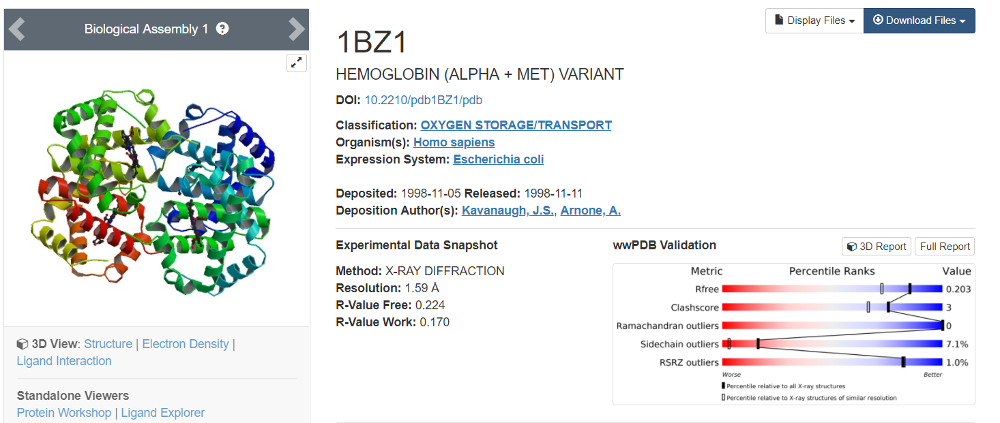 Biological Assembly 1 ?
3D View: Structure | Electron Density |
Ligand Interaction
Standalone Viewers
Protein Workshop | Ligand Explorer
Display Files
Download Files
1BZ1
HEMOGLOBIN (ALPHA + MET) VARIANT
DOI: 10.2210/pdb1BZ1/pdb
Classification: OXYGEN STORAGE/TRANSPORT
Organism(s): Homo sapiens
Expression System: Escherichia coli
Deposited: 1998-11-05 Released: 1998-11-11
Deposition Author(s): Kavanaugh, J.S., Arnone, A.
Experimental Data Snapshot
Method: X-RAY DIFFRACTION
Resolution: 1.59 Å
R-Value Free: 0.224
R-Value Work: 0.170
wwPDB Validation
3D Report
Full Report
Metric Percentile Ranks Value
Rfree 0.203
Clashscore 3
Ramachandran outliers 0
Sidechain outliers 7.1%
RSRZ outliers 1.0%
Worse Better
Percentile relative to all X-ray structures
Percentile relative to X-ray structures of similar resolution